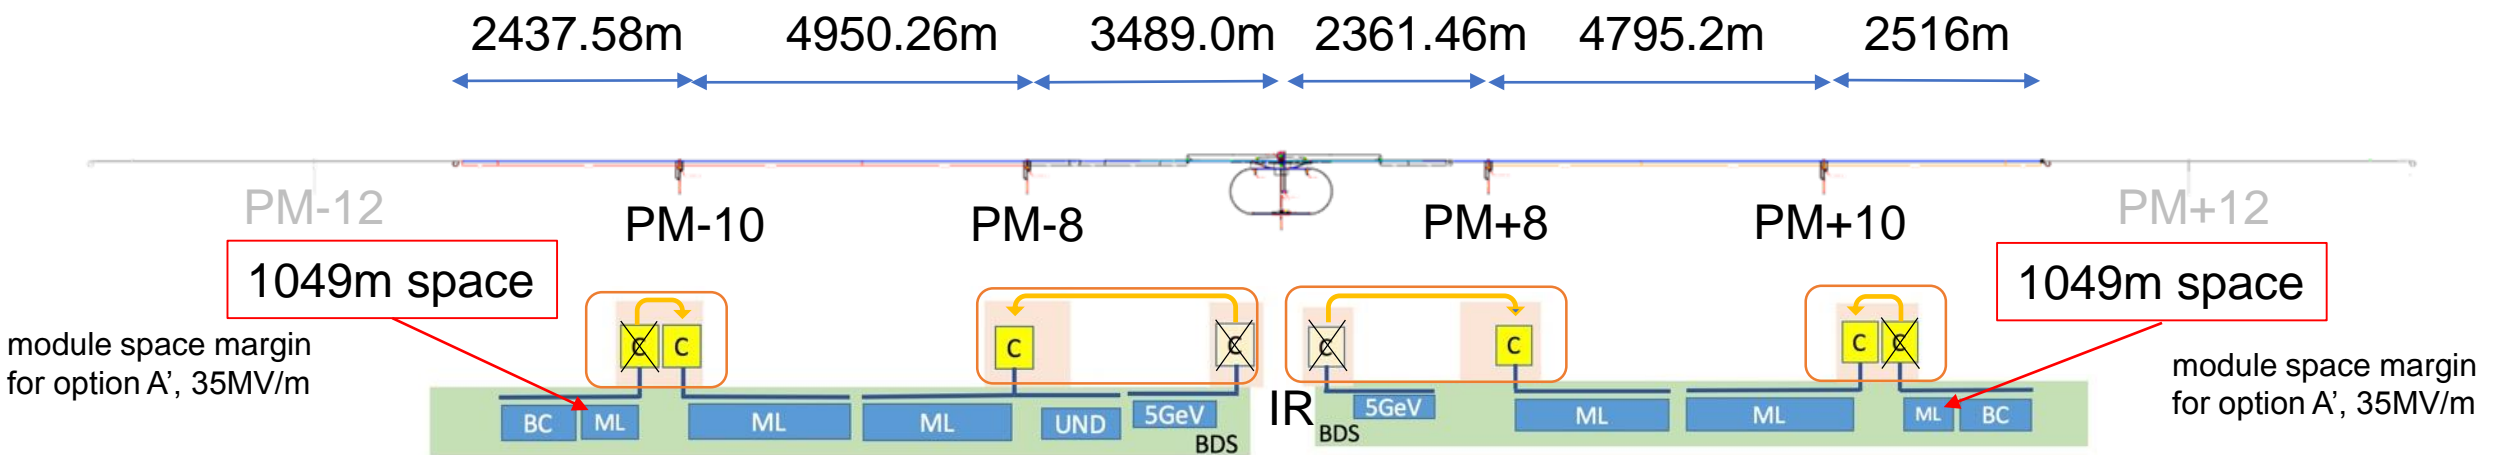 2437.58m 4950.26m 3489.0m 2361.46m 4795.2m 2516m
PM-12 PM-10 PM-8 PM+8 PM+10 PM+12
1049m space 1049m space
module space margin
for option A’, 35MV/m
C C C C C C C C
module space margin
for option A’, 35MV/m
BC ML ML ML UND 5GeV BDS
IR
BDS 5GeV ML ML ML BC